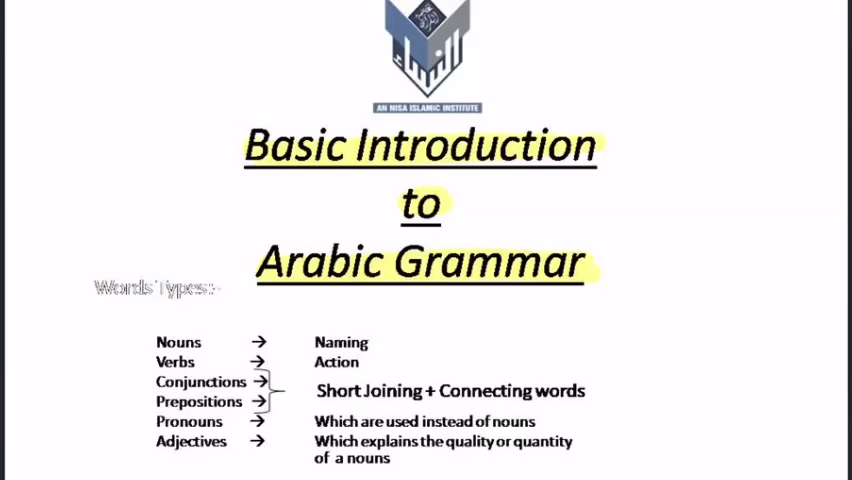 النساء
AN NISA ISLAMIC INSTITUTE
Basic Introduction
to
Arabic Grammar
Words Types:-
Nouns → Naming
Verbs → Action
Conjunctions →
Short Joining + Connecting words
Prepositions →
Pronouns → Which are used instead of nouns
Adjectives → Which explains the quality or quantity
of a nouns